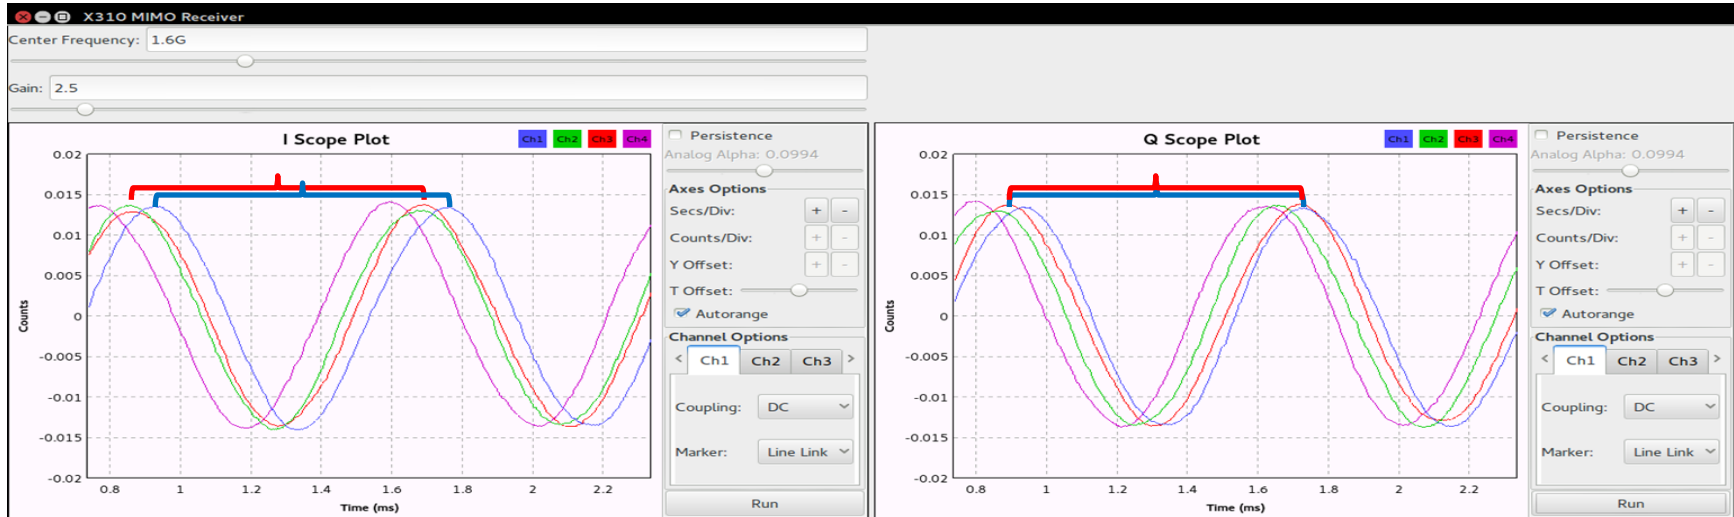 X310 MIMO Receiver
Center Frequency: 1.6G
Gain: 2.5
I Scope Plot
Ch1 Ch2 Ch3 Ch4
Counts
0.02
0.015
0.01
0.005
0
-0.005
-0.01
-0.015
-0.02
0.8 1 1.2 1.4 1.6 1.8 2 2.2
Time (ms)
Persistence
Analog Alpha: 0.0994
Axes Options
Secs/Div: + -
Counts/Div: + -
Y Offset: + -
T Offset:
Autorange
Channel Options
< Ch1 Ch2 Ch3 >
Coupling: DC
Marker: Line Link
Run
Q Scope Plot
Ch1 Ch2 Ch3 Ch4
Counts
0.02
0.015
0.01
0.005
0
-0.005
-0.01
-0.015
-0.02
0.8 1 1.2 1.4 1.6 1.8 2 2.2
Time (ms)
Persistence
Analog Alpha: 0.0994
Axes Options
Secs/Div: + -
Counts/Div: + -
Y Offset: + -
T Offset:
Autorange
Channel Options
< Ch1 Ch2 Ch3 >
Coupling: DC
Marker: Line Link
Run